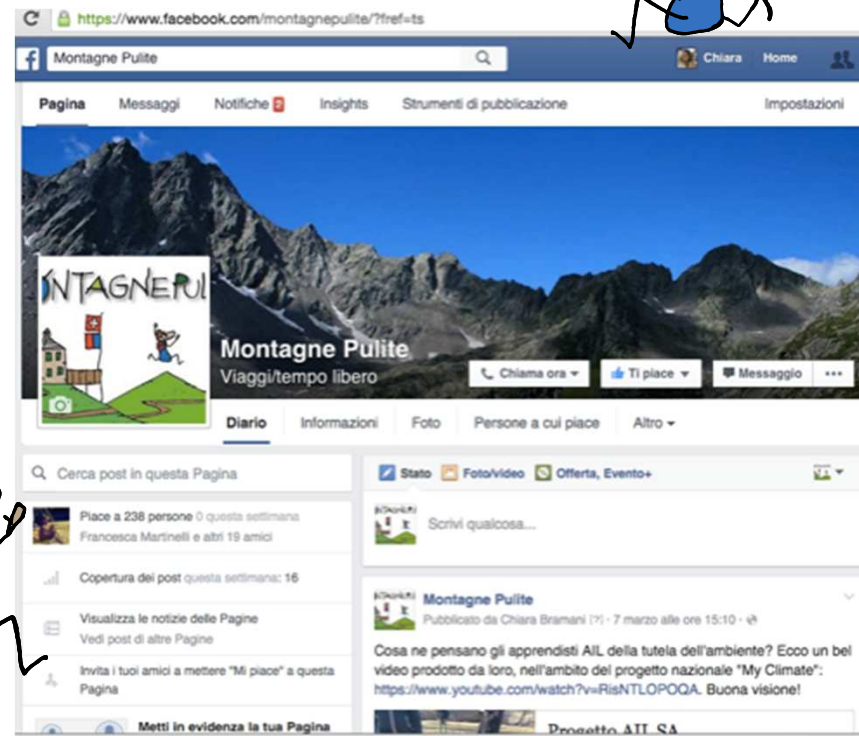 https://www.facebook.com/montagnepulite/?fref=ts
Montagne Pulite
Chiara Home
Pagina Messaggi Notifiche 2 Insights Strumenti di pubblicazione Impostazioni
NTAGNEPUL
Montagne Pulite
Viaggi/tempo libero
Chiama ora Ti piace Messaggio
Diario Informazioni Foto Persone a cui piace Altro
Cerca post in questa Pagina
Piace a 238 persone 0 questa settimana
Francesca Martinelli e altri 19 amici
Copertura dei post questa settimana: 16
Visualizza le notizie delle Pagine
Vedi post di altre Pagine
Invita i tuoi amici a mettere "Mi piace" a questa
Pagina
Metti in evidenza la tua Pagina
Stato Foto/video Offerta, Evento+
Scrivi qualcosa...
Montagne Pulite
Pubblicato da Chiara Bramani [?] · 7 marzo alle ore 15:10 ·
Cosa ne pensano gli apprendisti AIL della tutela dell'ambiente? Ecco un bel
video prodotto da loro, nell'ambito del progetto nazionale "My Climate":
https://www.youtube.com/watch?v=RisNTLOPOQA. Buona visione!
Progetto AIL SA